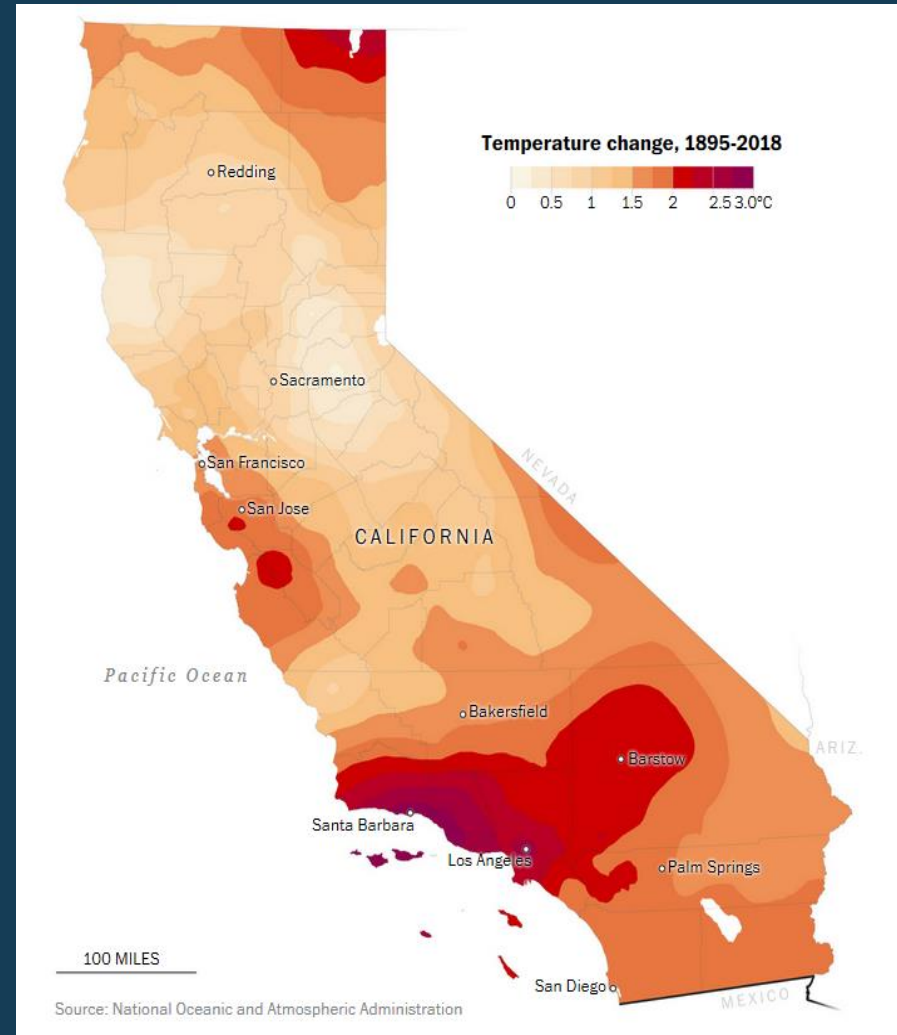 Temperature change, 1895-2018
0 0.5 1 1.5 2 2.5 3.0°C
Redding
Sacramento
San Francisco
NEVADA
San Jose
CALIFORNIA
Pacific Ocean
Bakersfield
ARIZ.
Barstow
Santa Barbara
Los Angeles
Palm Springs
100 MILES
San Diego
MEXICO
Source: National Oceanic and Atmospheric Administration